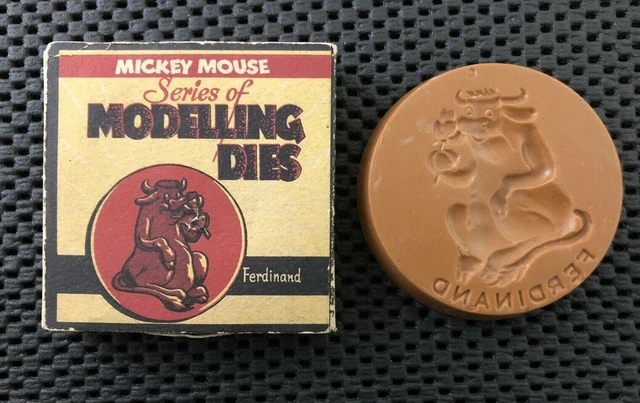 MICKEY MOUSE
Series of
MODELLING
DIES
Ferdinand
FERDINAND